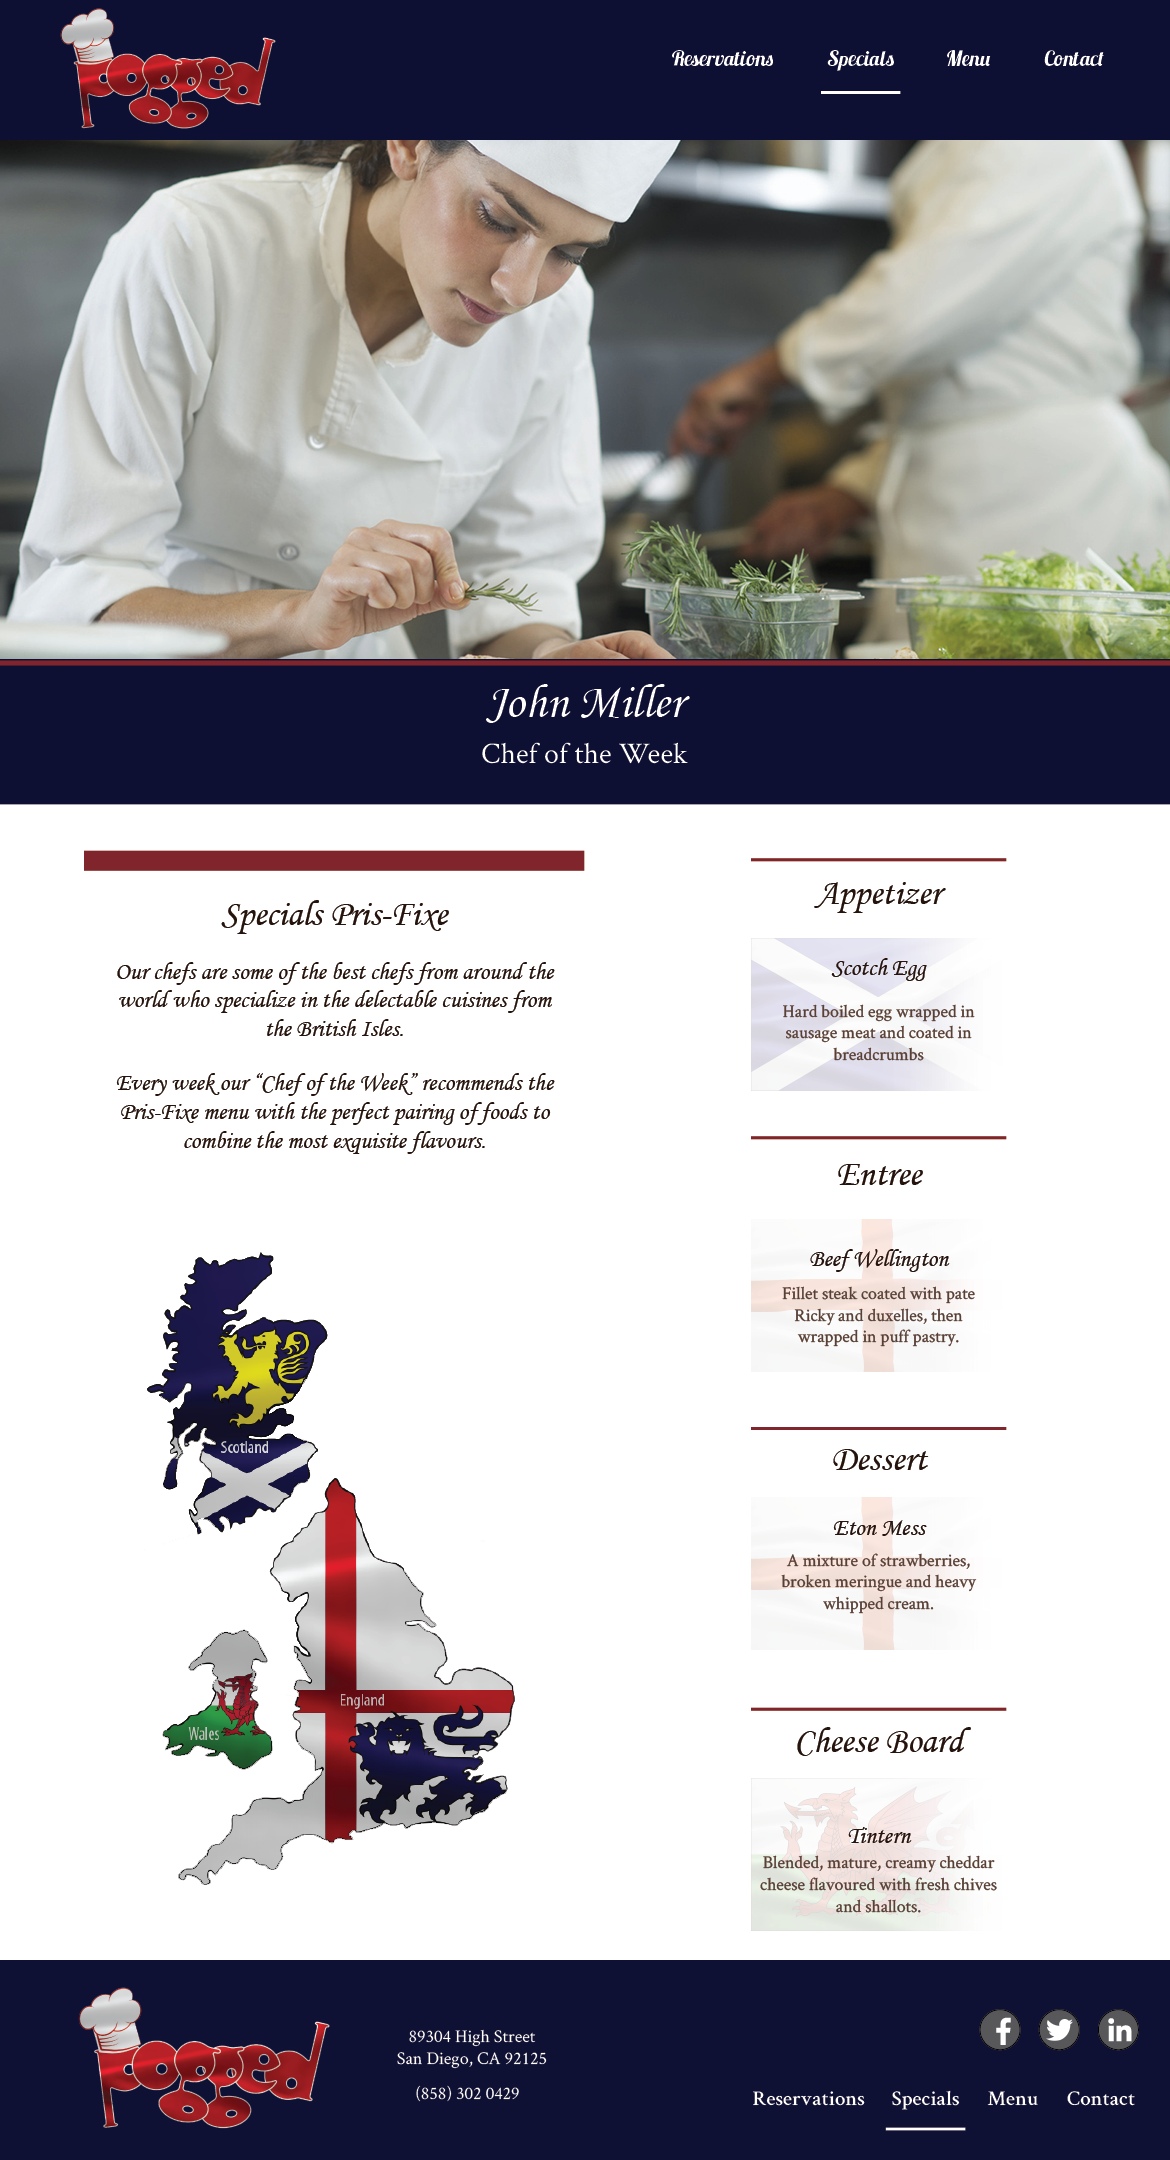 Pogged
Reservations Specials Menu Contact
John Miller
Chef of the Week
Specials Pris-Fixe
Our chefs are some of the best chefs from around the
world who specialize in the delectable cuisines from
the British Isles.
Every week our “Chef of the Week” recommends the
Pris-Fixe menu with the perfect pairing of foods to
combine the most exquisite flavours.
Scotland
England
Wales
Appetizer
Scotch Egg
Hard boiled egg wrapped in
sausage meat and coated in
breadcrumbs
Entree
Beef Wellington
Fillet steak coated with pate
Ricky and duxelles, then
wrapped in puff pastry.
Dessert
Eton Mess
A mixture of strawberries,
broken meringue and heavy
whipped cream.
Cheese Board
Tintern
Blended, mature, creamy cheddar
cheese flavoured with fresh chives
and shallots.
Pogged
89304 High Street
San Diego, CA 92125
(858) 302 0429
f in
Reservations Specials Menu Contact